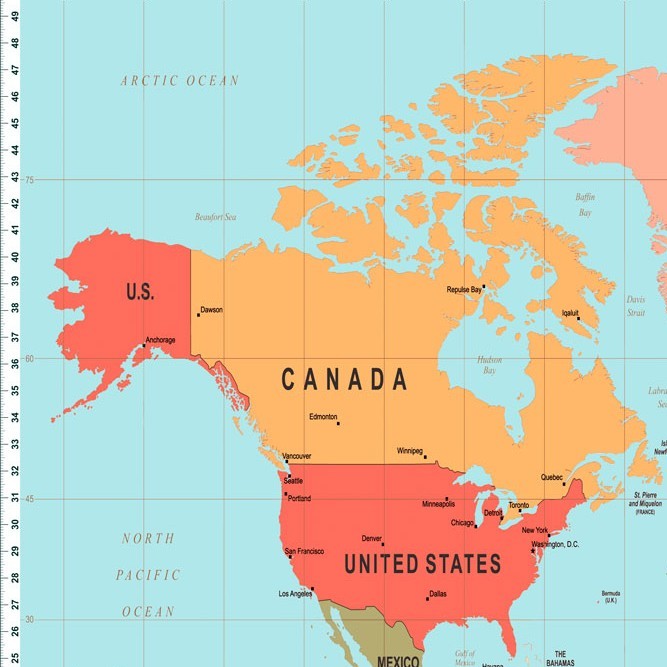 49
48
47
46
45
44
43
42
41
40
39
38
37
36
35
34
33
32
31
30
29
28
27
26
25
ARCTIC OCEAN
75
Beaufort Sea
Baffin
Bay
U.S.
Dawson
Anchorage
Repulse Bay
Iqaluit
Davis
Strait
60
CANADA
Hudson
Bay
Edmonton
Winnipeg
Vancouver
Seattle
Portland
Quebec
45
Minneapolis
Detroit
Toronto
Chicago
St. Pierre
and Miquelon
(FRANCE)
New York
Washington, D.C.
Denver
San Francisco
UNITED STATES
NORTH
PACIFIC
OCEAN
Los Angeles
Dallas
Bermuda
(U.K.)
30
MEXICO
Gulf of
Mexico
Havana
THE
BAHAMAS